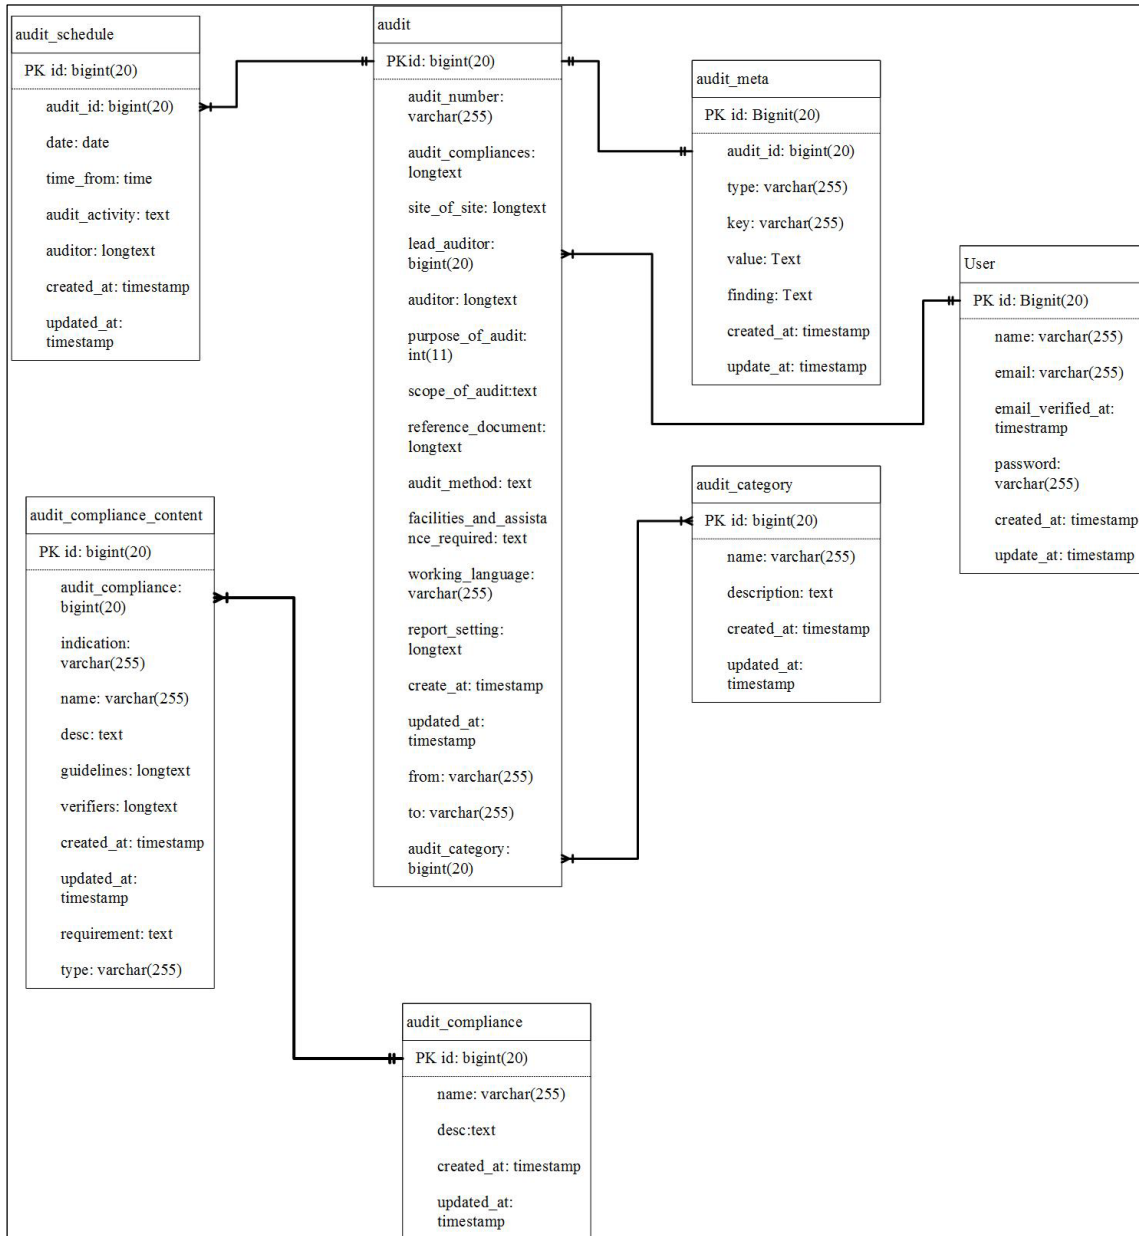 audit_schedule
PK id: bigint(20)
audit_id: bigint(20)
date: date
time_from: time
audit_activity: text
auditor: longtext
created_at: timestamp
updated_at:
timestamp
audit
PKid: bigint(20)
audit_number:
varchar(255)
audit_compliances:
longtext
site_of_site: longtext
lead_auditor:
bigint(20)
auditor: longtext
purpose_of_audit:
int(11)
scope_of_audit:text
reference_document:
longtext
audit_method: text
facilities_and_assista
nce_required: text
working_language:
varchar(255)
report_setting:
longtext
create_at: timestamp
updated_at:
timestamp
from: varchar(255)
to: varchar(255)
audit_category:
bigint(20)
audit_meta
PK id: Bignit(20)
audit_id: bigint(20)
type: varchar(255)
key: varchar(255)
value: Text
finding: Text
created_at: timestamp
update_at: timestamp
User
PK id: Bignit(20)
name: varchar(255)
email: varchar(255)
email_verified_at:
timestramp
password:
varchar(255)
created_at: timestamp
update_at: timestamp
audit_category
PK id: bigint(20)
name: varchar(255)
description: text
created_at: timestamp
updated_at:
timestamp
audit_compliance_content
PK id: bigint(20)
audit_compliance:
bigint(20)
indication:
varchar(255)
name: varchar(255)
desc: text
guidelines: longtext
verifiers: longtext
created_at: timestamp
updated_at:
timestamp
requirement: text
type: varchar(255)
audit_compliance
PK id: bigint(20)
name: varchar(255)
desc:text
created_at: timestamp
updated_at:
timestamp